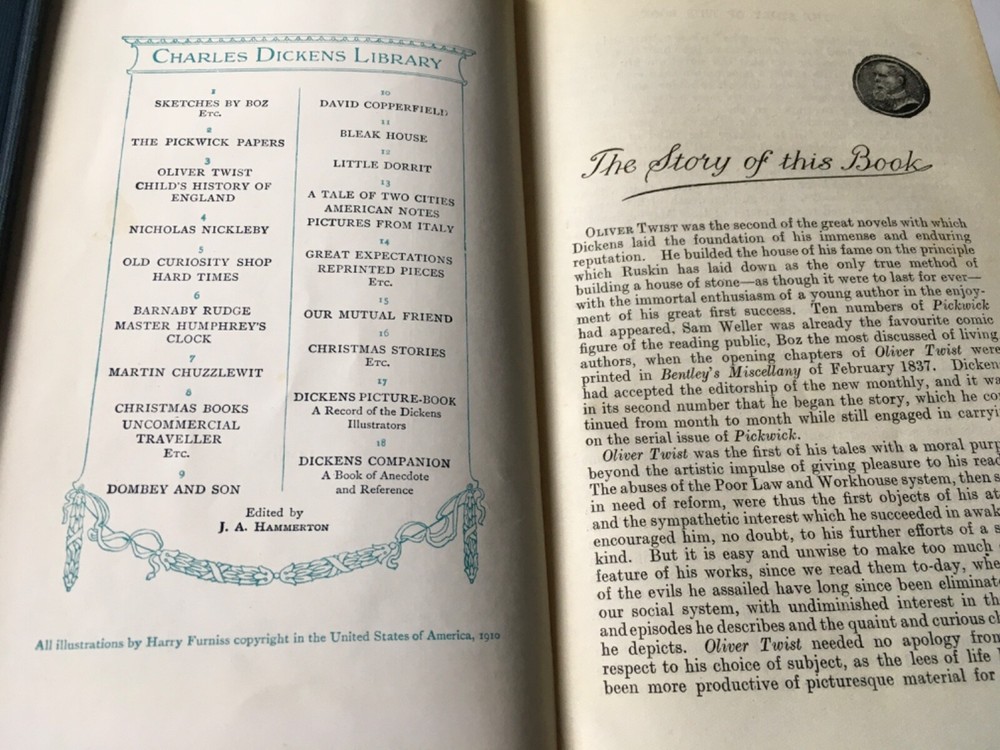 CHARLES DICKENS LIBRARY
1
SKETCHES BY BOZ
Etc.
2
THE PICKWICK PAPERS
3
OLIVER TWIST
CHILD'S HISTORY OF
ENGLAND
4
NICHOLAS NICKLEBY
5
OLD CURIOSITY SHOP
HARD TIMES
6
BARNABY RUDGE
MASTER HUMPHREY'S
CLOCK
7
MARTIN CHUZZLEWIT
8
CHRISTMAS BOOKS
UNCOMMERCIAL
TRAVELLER
Etc.
9
DOMBEY AND SON
10
DAVID COPPERFIELD
11
BLEAK HOUSE
12
LITTLE DORRIT
13
A TALE OF TWO CITIES
AMERICAN NOTES
PICTURES FROM ITALY
14
GREAT EXPECTATIONS
REPRINTED PIECES
Etc.
15
OUR MUTUAL FRIEND
16
CHRISTMAS STORIES
Etc.
17
DICKENS PICTURE-BOOK
A Record of the Dickens
Illustrators
18
DICKENS COMPANION
A Book of Anecdote
and Reference
Edited by
J. A. HAMMERTON
All illustrations by Harry Furniss copyright in the United States of America, 1910
The Story of this Book
OLIVER TWIST was the second of the great novels with which
Dickens laid the foundation of his immense and enduring
reputation. He builded the house of his fame on the principle
which Ruskin has laid down as the only true method of
building a house of stone—as though it were to last for ever—
with the immortal enthusiasm of a young author in the enjoy-
ment of his great first success. Ten numbers of Pickwick
had appeared. Sam Weller was already the favourite comic
figure of the reading public, Boz the most discussed of living
authors, when the opening chapters of Oliver Twist were
printed in Bentley's Miscellany of February 1837. Dicken
had accepted the editorship of the new monthly, and it wa
in its second number that he began the story, which he co
tinued from month to month while still engaged in carryi
on the serial issue of Pickwick.
Oliver Twist was the first of his tales with a moral purp
beyond the artistic impulse of giving pleasure to his read
The abuses of the Poor Law and Workhouse system, then s
in need of reform, were thus the first objects of his at
and the sympathetic interest which he succeeded in awak
encouraged him, no doubt, to his further efforts of a s
kind. But it is easy and unwise to make too much
feature of his works, since we read them to-day, whe
of the evils he assailed have long since been eliminate
our social system, with undiminished interest in th
and episodes he describes and the quaint and curious c
he depicts. Oliver Twist needed no apology from
respect to his choice of subject, as the lees of life
been more productive of picturesque material for